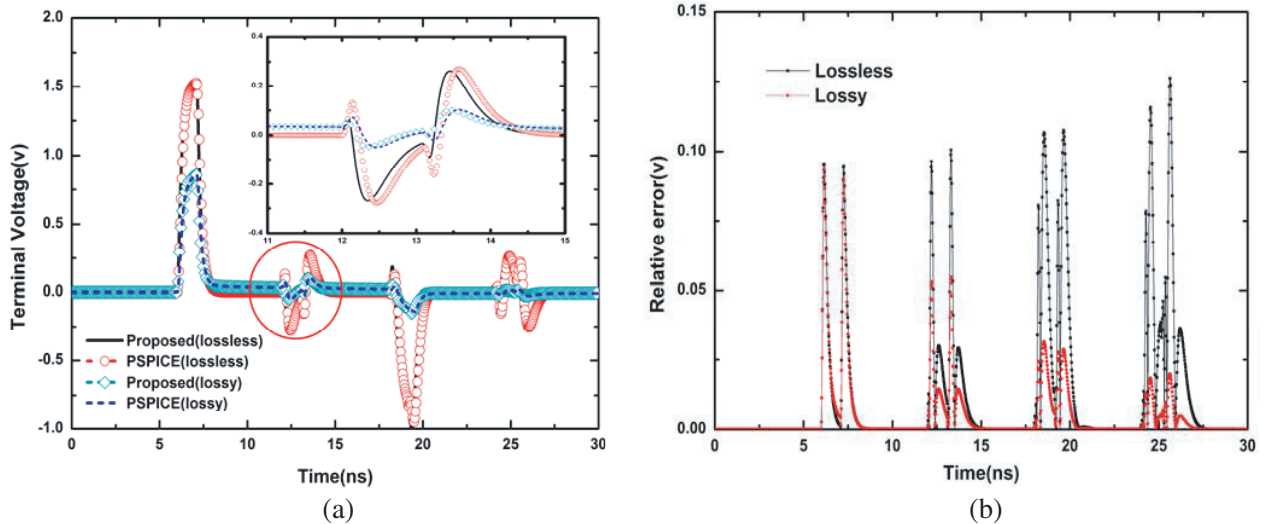 2.0
1.5
1.0
0.5
0.0
-0.5
-1.0
0 5 10 15 20 25 30
Terminal Voltage(v)
Time(ns)
0.4
0.2
0.0
-0.2
-0.4
11 12 13 14 15
Proposed(lossless)
PSPICE(lossless)
Proposed(lossy)
PSPICE(lossy)
(a)
0.15
0.10
0.05
0.00
0 5 10 15 20 25 30
Relative error(v)
Time(ns)
Lossless
Lossy
(b)